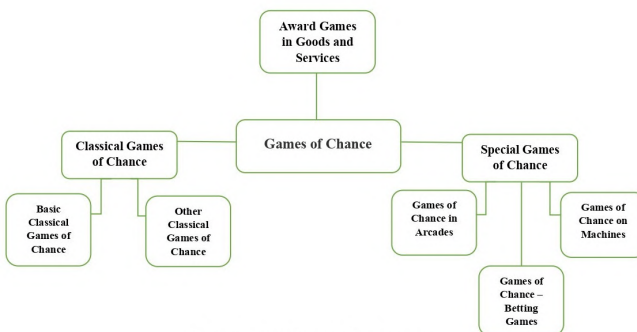 Award Games
in Goods and
Services
Games of Chance
Classical Games
of Chance
Special Games
of Chance
Basic
Classical
Games of
Chance
Other
Classical
Games of
Chance
Games of
Chance in
Arcades
Games of
Chance –
Betting
Games
Games of
Chance on
Machines